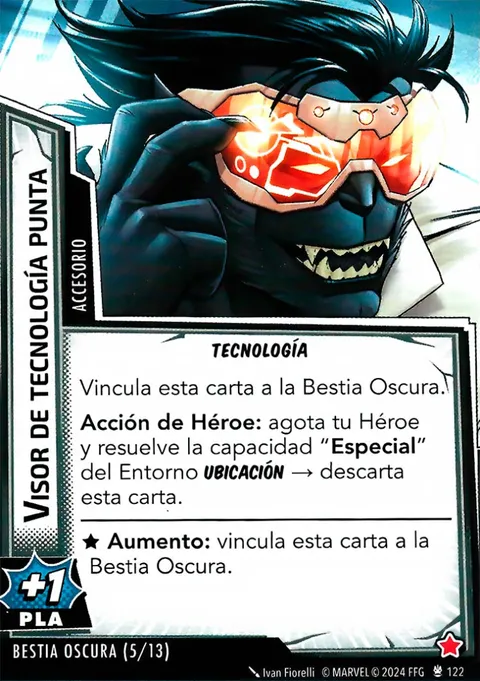 VISOR DE TECNOLOGÍA PUNTA
ACCESORIO
TECNOLOGÍA
Vincula esta carta a la Bestia Oscura.
Acción de Héroe: agota tu Héroe
y resuelve la capacidad “Especial”
del Entorno UBICACIÓN → descarta
esta carta.
★ Aumento: vincula esta carta a la
Bestia Oscura.
+1
PLA
BESTIA OSCURA (5/13)
Ivan Fiorelli © MARVEL © 2024 FFG 122